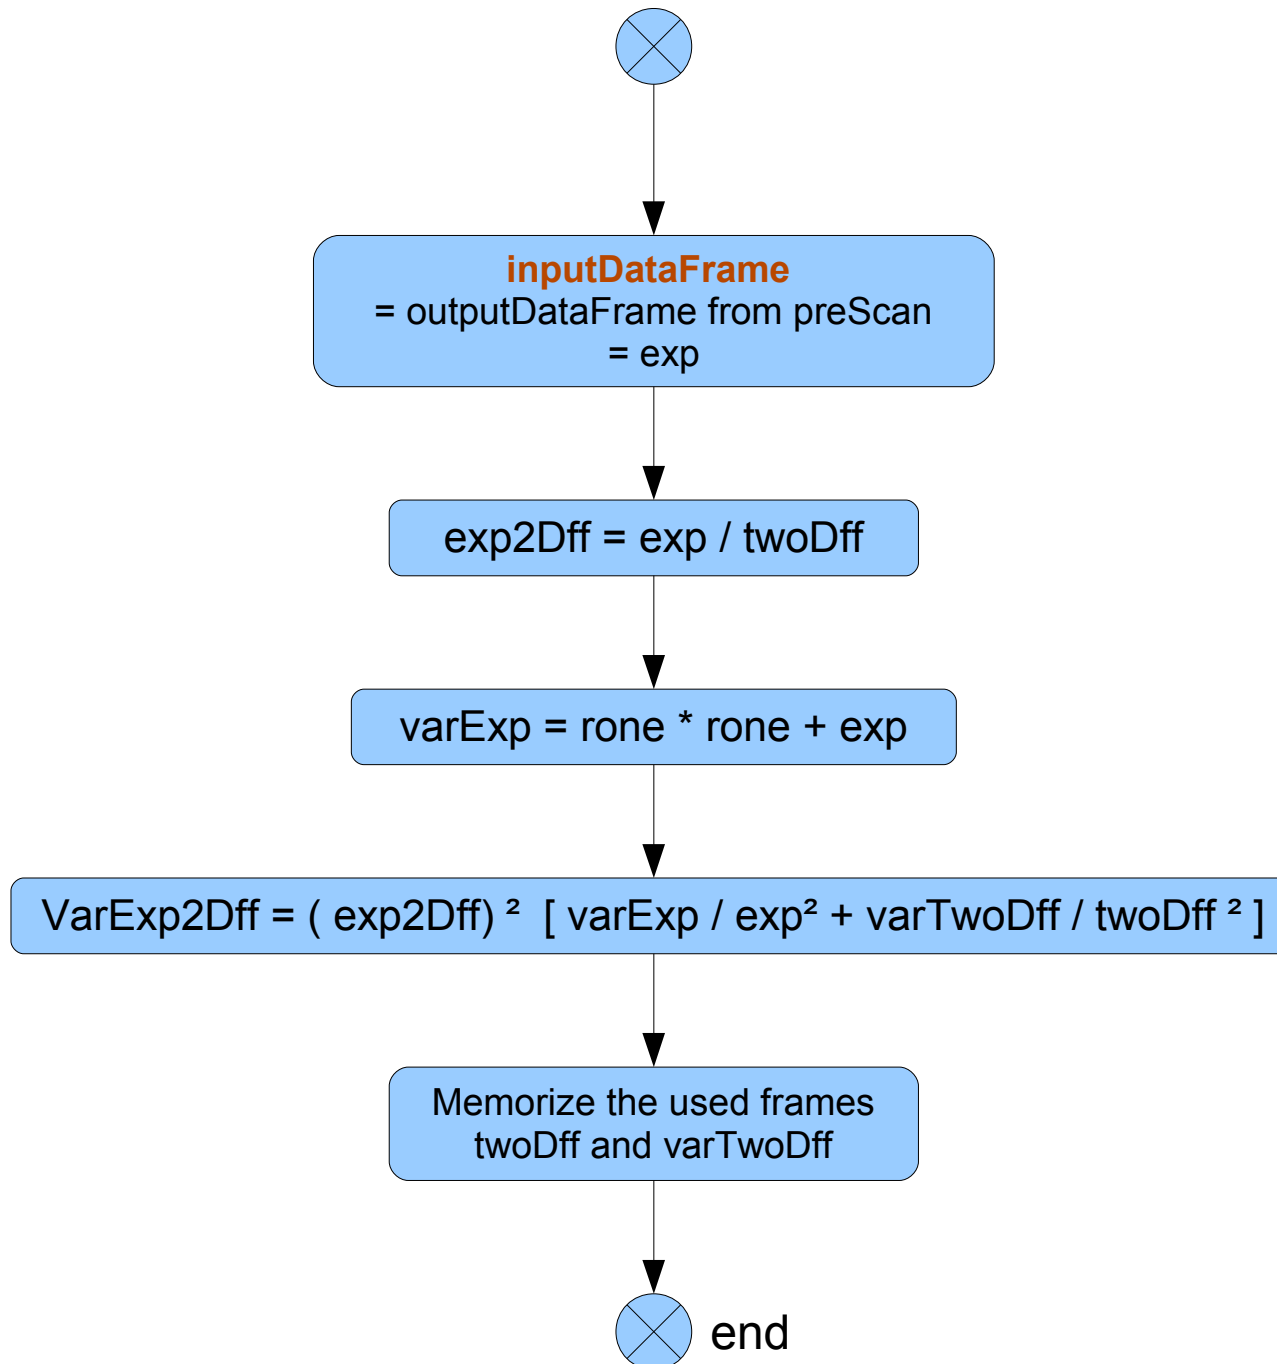 inputDataFrame
= outputDataFrame from preScan
= exp
exp2Dff = exp / twoDff
varExp = rone * rone + exp
VarExp2Dff = ( exp2Dff) ² [ varExp / exp² + varTwoDff / twoDff ² ]
Memorize the used frames
twoDff and varTwoDff
end